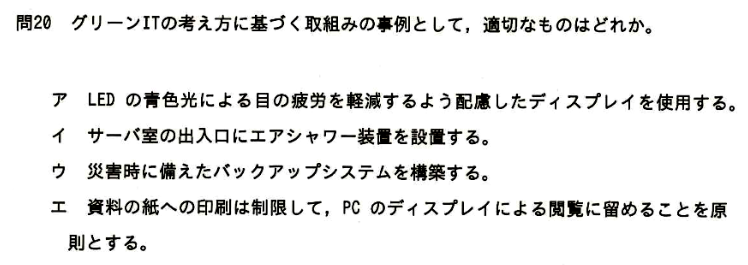 問20 グリーンITの考え方に基づく取組みの事例として，適切なものはどれか。
ア LED の青色光による目の疲労を軽減するよう配慮したディスプレイを使用する。
イ サーバ室の出入口にエアシャワー装置を設置する。
ウ 災害時に備えたバックアップシステムを構築する。
エ 資料の紙への印刷は制限して，PC のディスプレイによる閲覧に留めることを原
則とする。